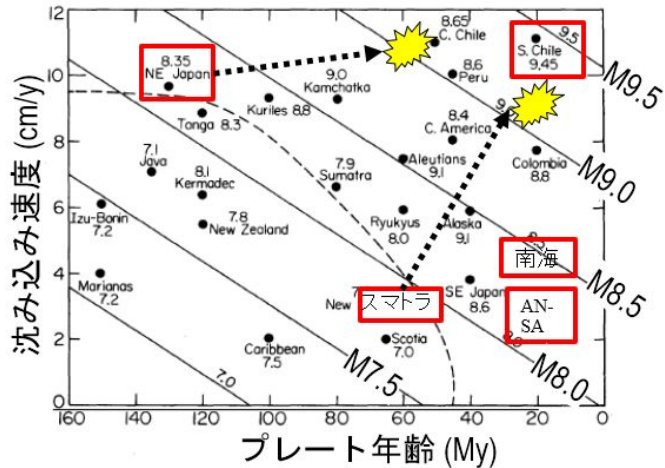 12
10
8
6
4
2
0
160
140
120
100
80
60
40
20
0
沈み込み速度 (cm/y)
プレート年齢 (My)
8.35
NE Japan
8.65
C. Chile
9.5
S. Chile
9.45
M9.5
8.6
Peru
9.0
Kamchatka
Kuriles 8.8
Tonga 8.3
8.4
C. America
M9.0
7.1
Java
8.1
Kermadec
7.9
Sumatra
Aleutians
9.1
Colombia
8.8
Izu-Bonin
7.2
7.8
New Zealand
Ryukyus
8.0
Alaska
9.1
南海
M8.5
Marianas
7.2
New
スマトラ
SE Japan
8.6
AN-
SA
Caribbean
7.5
Scotia
7.0
M8.0
7.0
M7.5